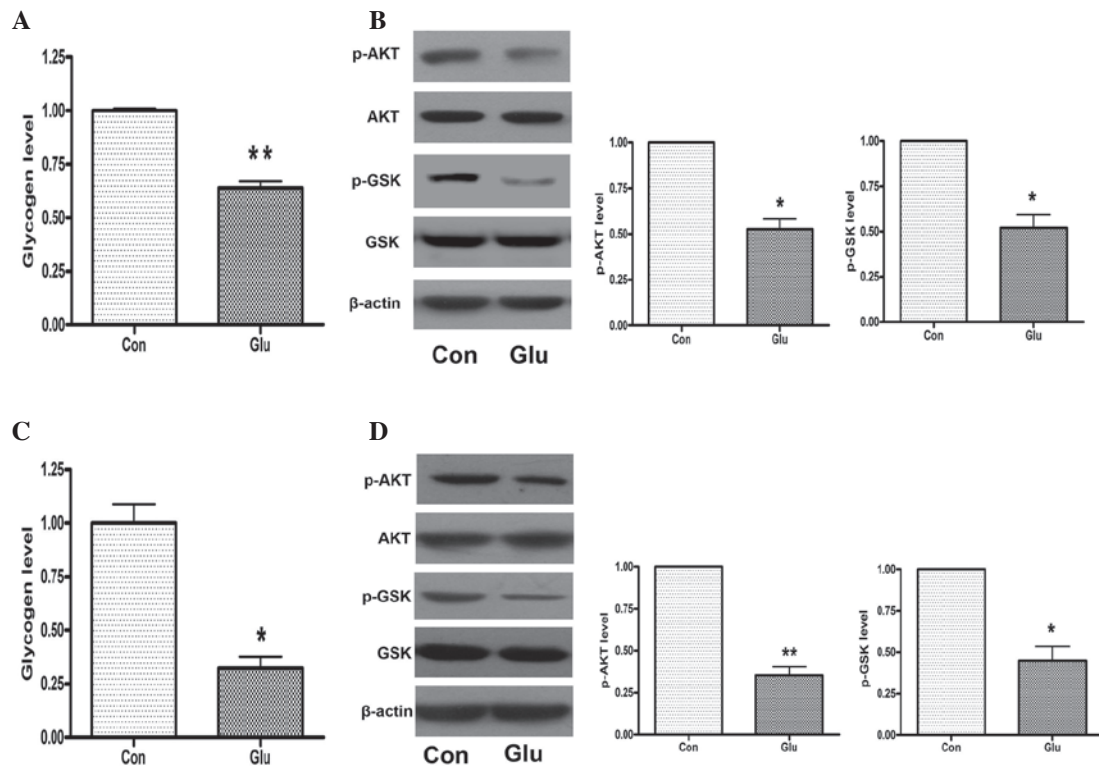 A
Glycogen level
1.25
1.00
0.75
0.50
0.25
0.00
**
Con Glu
B
p-AKT
AKT
p-GSK
GSK
β-actin
Con Glu
p-AKT level
1.00
0.75
0.50
0.25
0.00
*
Con Glu
p-GSK level
1.00
0.75
0.50
0.25
0.00
*
Con Glu
C
Glycogen level
1.25
1.00
0.75
0.50
0.25
0.00
*
Con Glu
D
p-AKT
AKT
p-GSK
GSK
β-actin
Con Glu
p-AKT level
1.00
0.75
0.50
0.25
0.00
**
Con Glu
p-GSK level
1.00
0.75
0.50
0.25
0.00
*
Con Glu